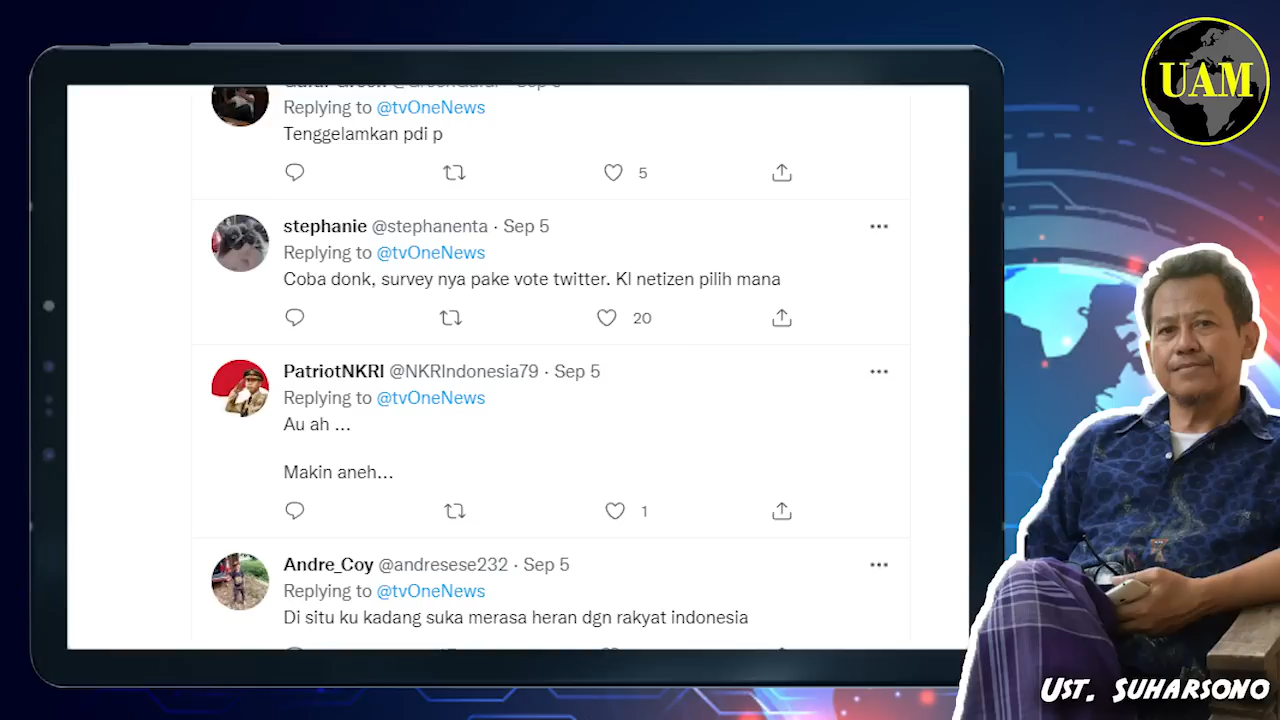 Replying to @tvOneNews
Tenggelamkan pdi p
5
stephanie @stephanenta · Sep 5
Replying to @tvOneNews
Coba donk, survey nya pake vote twitter. Kl netizen pilih mana
20
PatriotNKRI @NKRIndonesia79 · Sep 5
Replying to @tvOneNews
Au ah ...
Makin aneh...
1
Andre_Coy @andresese232 · Sep 5
Replying to @tvOneNews
Di situ ku kadang suka merasa heran dgn rakyat indonesia
UAM
UST. SUHARSONO